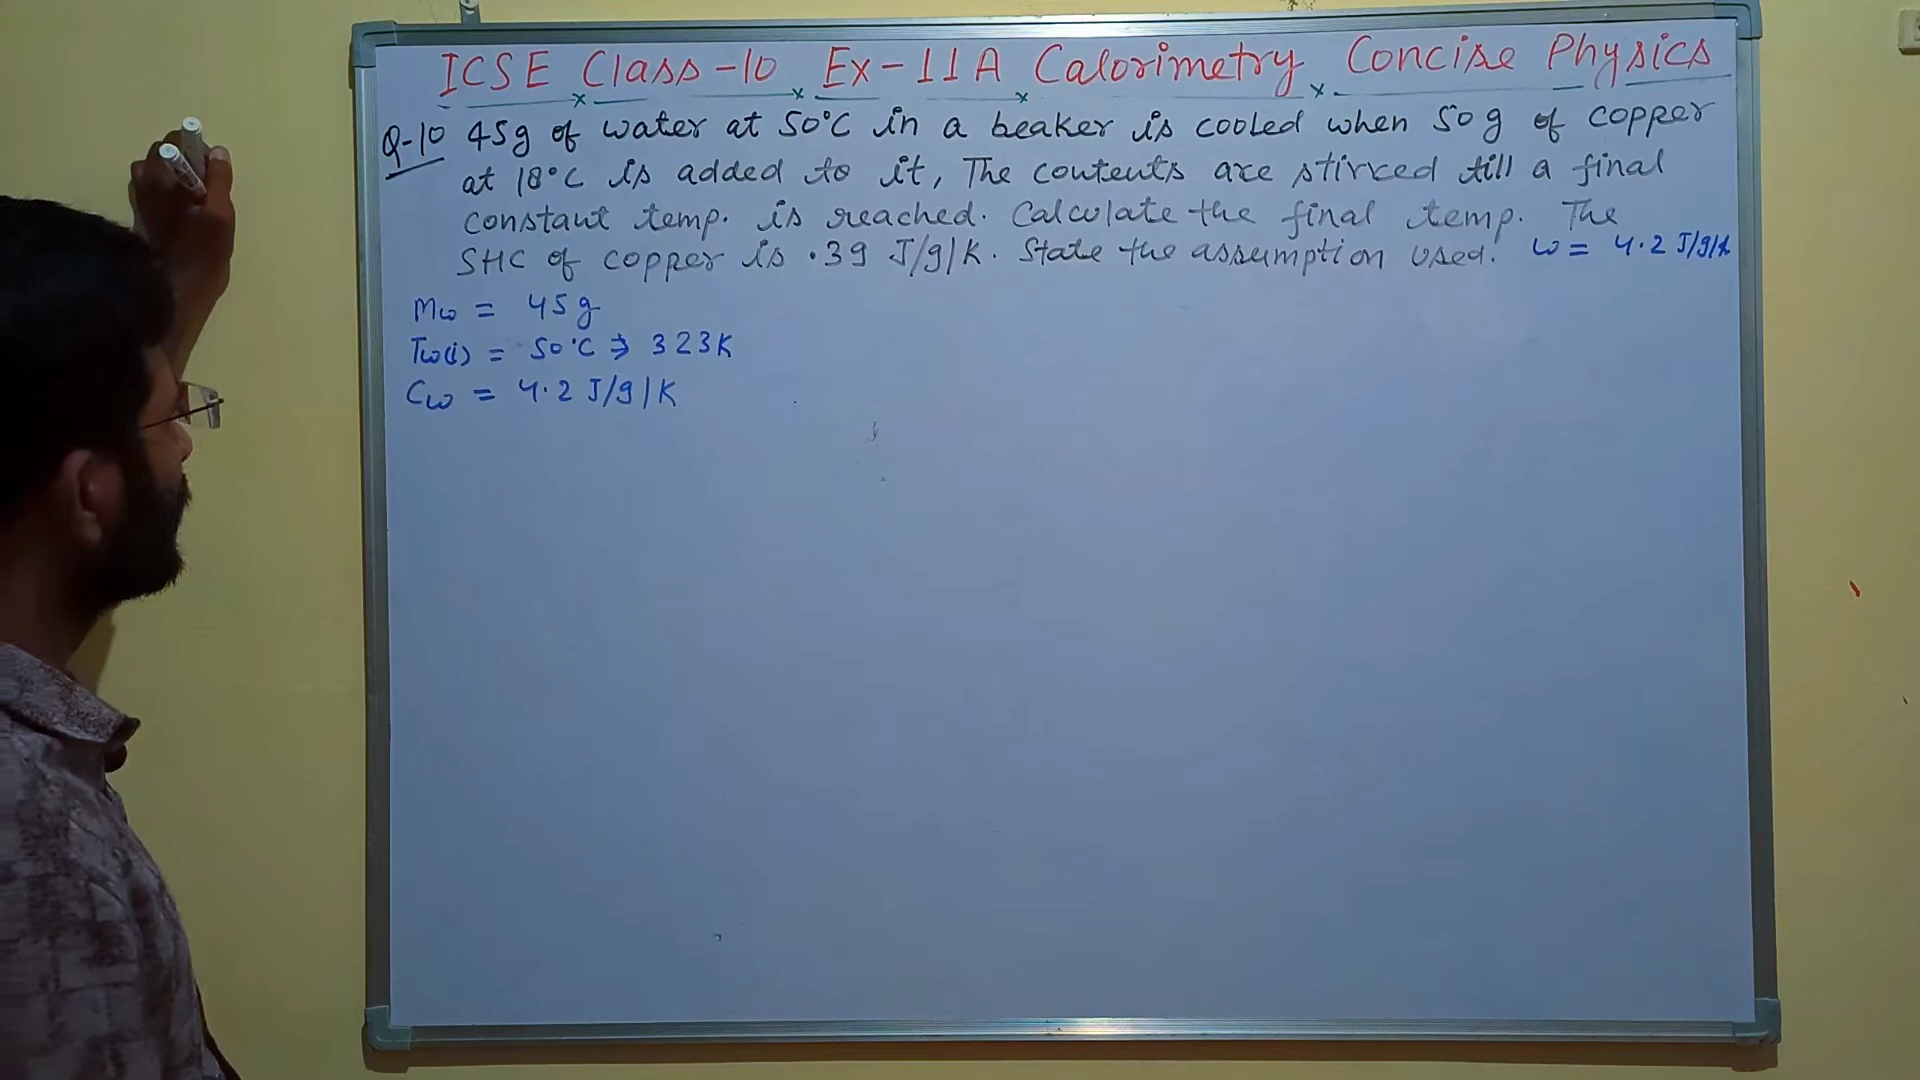 ICSE Class-10 Ex-11A Calorimetry Concise Physics
Q-10 45g of water at 50°C in a beaker is cooled when 50g of copper
at 18°C is added to it, The contents are stirred till a final
constant temp. is reached. Calculate the final temp. The
SHC of copper is .39 J/g/K. State the assumption used. W = 4.2 J/g/K
Mw = 45g
Tw(i) = 50°C ⇒ 323K
Cw = 4.2 J/g/K